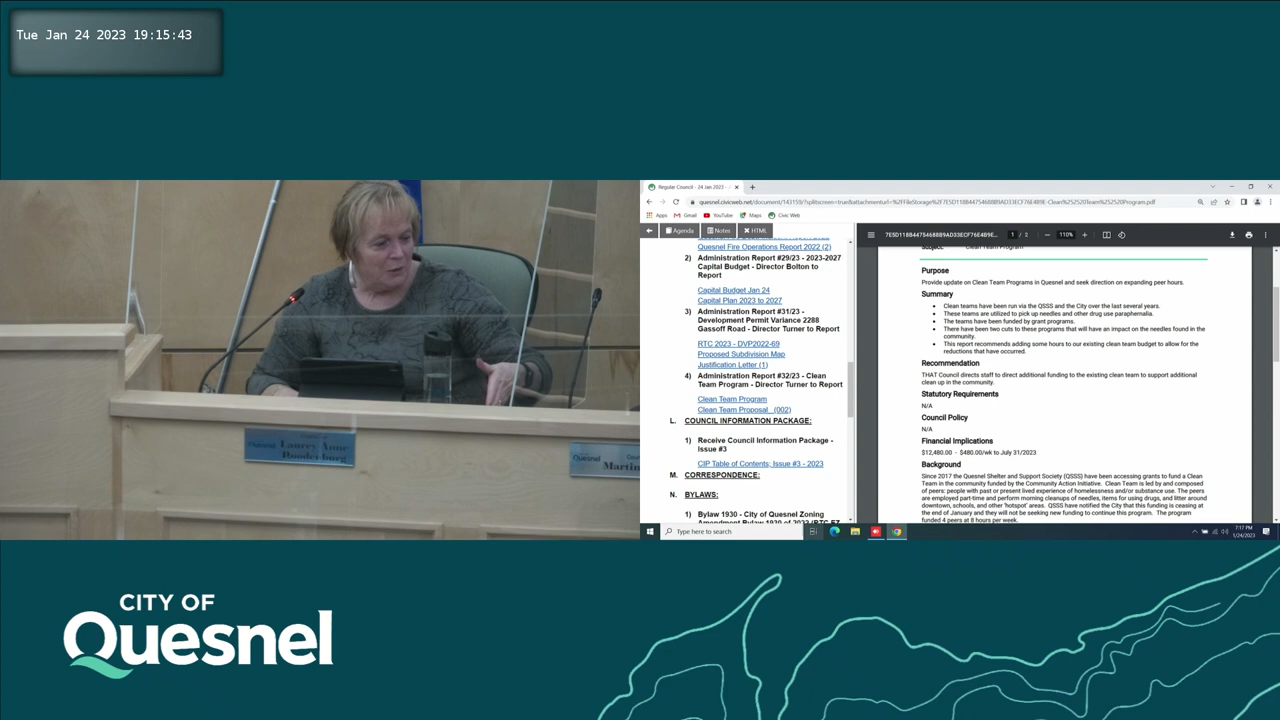 Tue Jan 24 2023 19:15:43
Laurey-Anne
Roodenburg
Quesnel
Martin
Regular Council - 24 Jan 2023 -
Apps
Gmail
YouTube
Maps
Civic Web
Agenda
Notes
HTML
Quesnel Fire Operations Report 2022 (2)
2) Administration Report #29/23 - 2023-2027
Capital Budget - Director Bolton to
Report
Capital Budget Jan 24
Capital Plan 2023 to 2027
3) Administration Report #31/23 -
Development Permit Variance 2288
Gassoff Road - Director Turner to Report
RTC 2023 - DVP2022-69
Proposed Subdivision Map
Justification Letter (1)
4) Administration Report #32/23 - Clean
Team Program - Director Turner to Report
Clean Team Program
Clean Team Proposal_ (002)
L. COUNCIL INFORMATION PACKAGE:
1) Receive Council Information Package -
Issue #3
CIP Table of Contents; Issue #3 - 2023
M. CORRESPONDENCE:
N. BYLAWS:
1) Bylaw 1930 - City of Quesnel Zoning
1 / 2
110%
Subject: Clean Team Program
Purpose
Provide update on Clean Team Programs in Quesnel and seek direction on expanding peer hours.
Summary
• Clean teams have been run via the QSSS and the City over the last several years.
• These teams are utilized to pick up needles and other drug use paraphernalia.
• The teams have been funded by grant programs.
• There have been two cuts to these programs that will have an impact on the needles found in the
community.
• This report recommends adding some hours to our existing clean team budget to allow for the
reductions that have occurred.
Recommendation
THAT Council directs staff to direct additional funding to the existing clean team to support additional
clean up in the community.
Statutory Requirements
N/A
Council Policy
N/A
Financial Implications
$12,480.00 - $480.00/wk to July 31/2023
Background
Since 2017 the Quesnel Shelter and Support Society (QSSS) have been accessing grants to fund a Clean
Team in the community funded by the Community Action Initiative. Clean Team is led by and composed
of peers: people with past or present lived experience of homelessness and/or substance use. The peers
are employed part-time and perform morning cleanups of needles, items for using drugs, and litter around
downtown, schools, and other 'hotspot' areas. QSSS have notified the City that this funding is ceasing at
the end of January and they will not be seeking new funding to continue this program. The program
funded 4 peers at 8 hours per week.
Type here to search
7:17 PM
1/24/2023
CITY OF
Quesnel